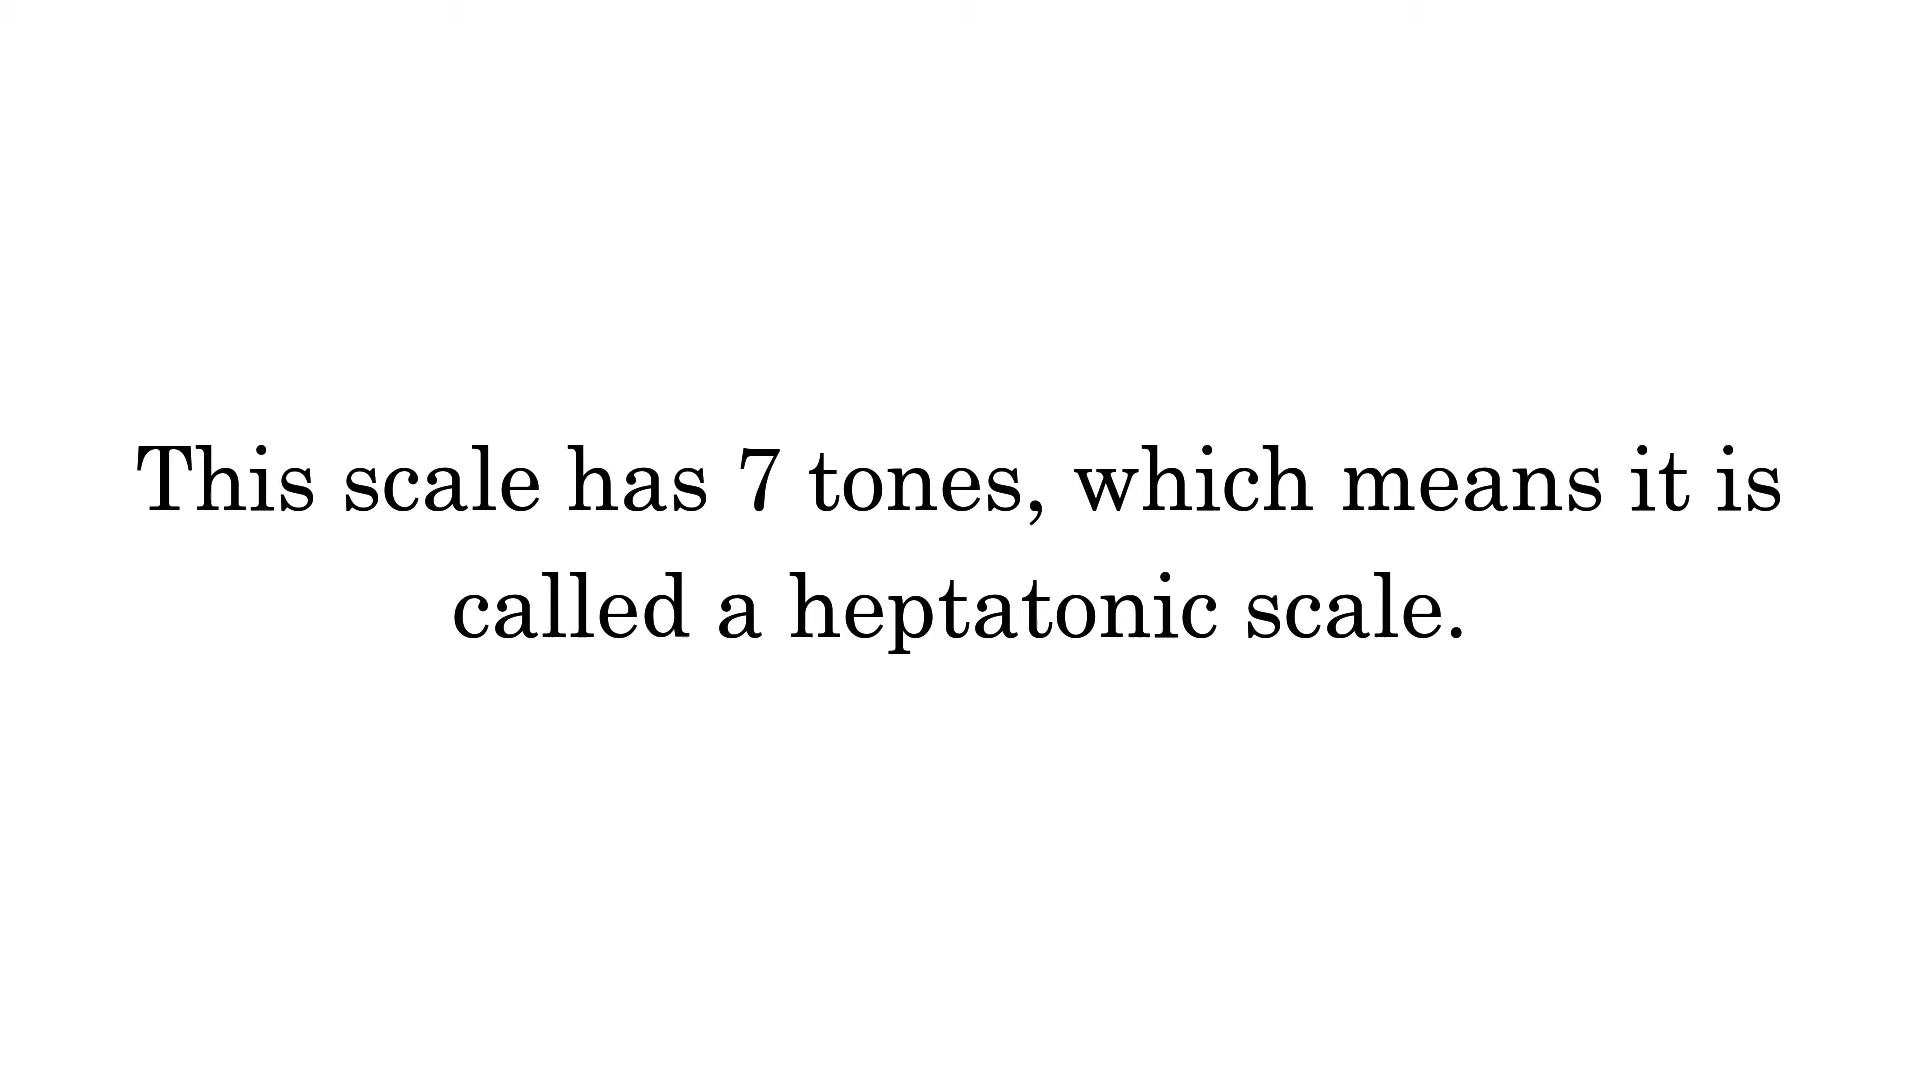 This scale has 7 tones, which means it is
called a heptatonic scale.